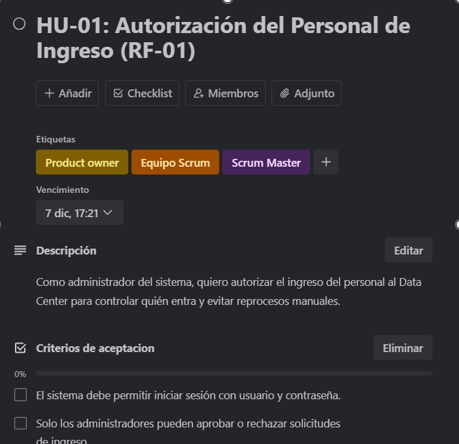 HU-01: Autorización del Personal de
Ingreso (RF-01)
+ Añadir
Checklist
Miembros
Adjunto
Etiquetas
Product owner
Equipo Scrum
Scrum Master
+
Vencimiento
7 dic, 17:21
Descripción
Editar
Como administrador del sistema, quiero autorizar el ingreso del personal al Data
Center para controlar quién entra y evitar reprocesos manuales.
Criterios de aceptacion
Eliminar
0%
El sistema debe permitir iniciar sesión con usuario y contraseña.
Solo los administradores pueden aprobar o rechazar solicitudes
de ingreso